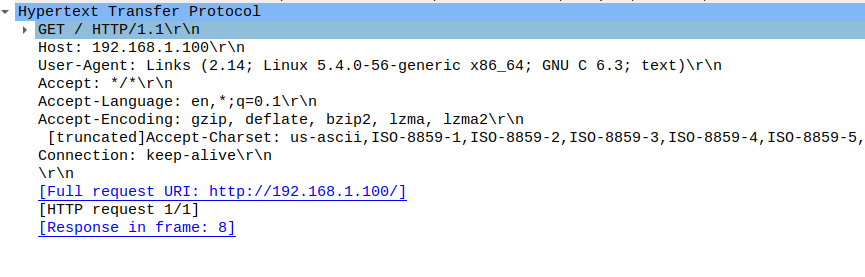 Hypertext Transfer Protocol
GET / HTTP/1.1\r\n
Host: 192.168.1.100\r\n
User-Agent: Links (2.14; Linux 5.4.0-56-generic x86_64; GNU C 6.3; text)\r\n
Accept: */*\r\n
Accept-Language: en,*;q=0.1\r\n
Accept-Encoding: gzip, deflate, bzip2, lzma, lzma2\r\n
[truncated]Accept-Charset: us-ascii,ISO-8859-1,ISO-8859-2,ISO-8859-3,ISO-8859-4,ISO-8859-5,
Connection: keep-alive\r\n
\r\n
[Full request URI: http://192.168.1.100/]
[HTTP request 1/1]
[Response in frame: 8]